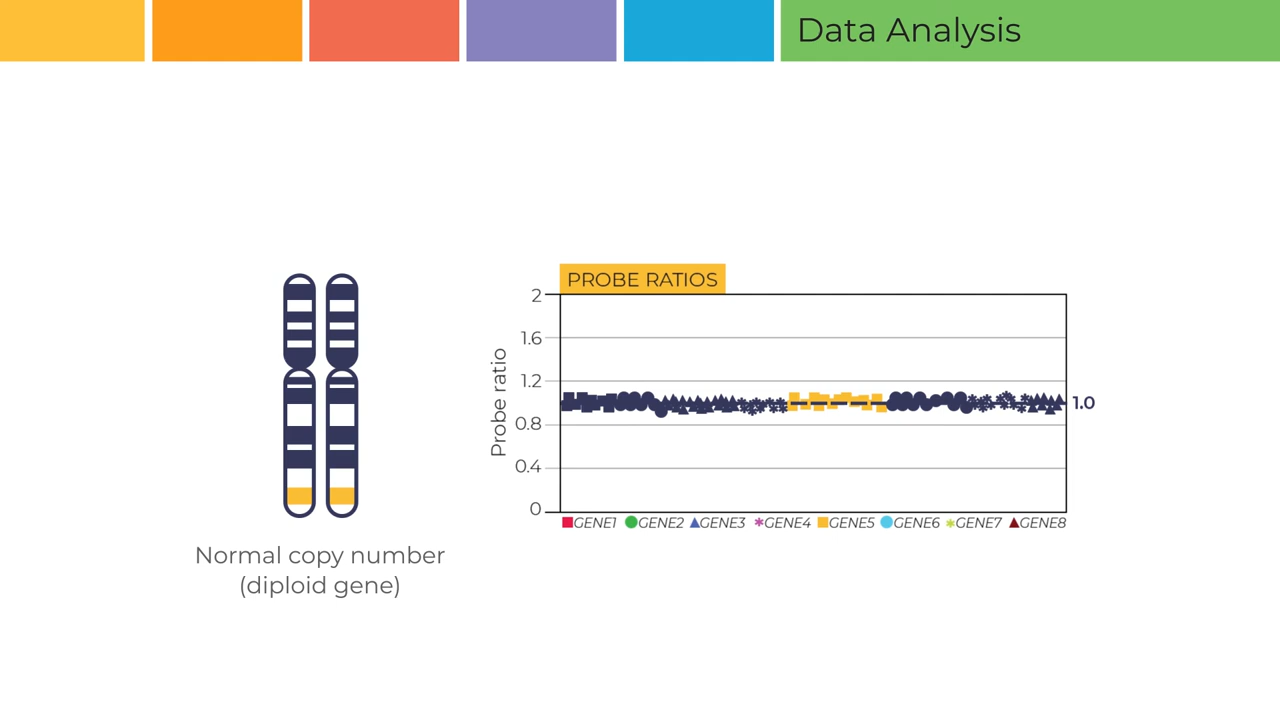 Data Analysis
PROBE RATIOS
2
1.6
1.2
0.8
0.4
0
Probe ratio
1.0
GENE1 GENE2 GENE3 GENE4 GENE5 GENE6 GENE7 GENE8
Normal copy number
(diploid gene)